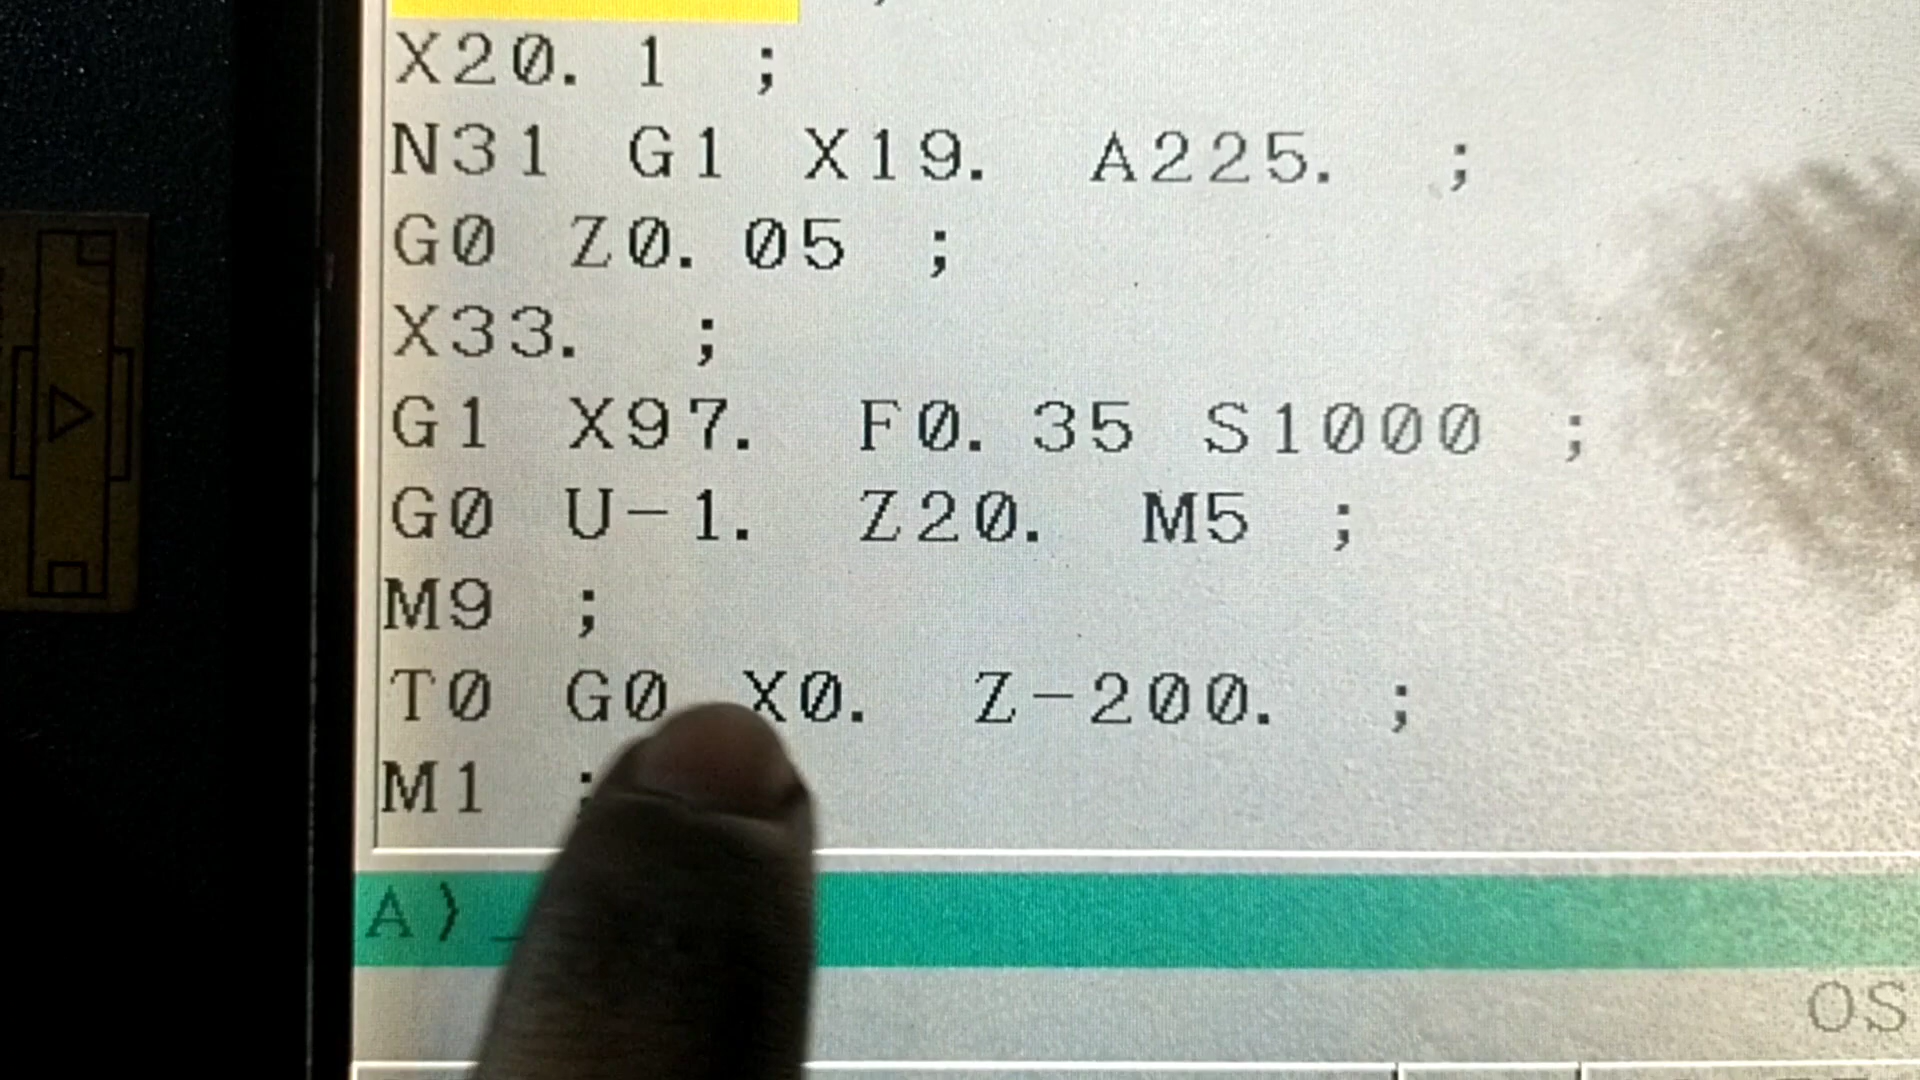 X20. 1 ;
N31 G1 X19. A225. ;
G0 Z0. 05 ;
X33. ;
G1 X97. F0. 35 S1000 ;
G0 U-1. Z20. M5 ;
M9 ;
T0 G0 X0. Z-200. ;
M1 ;
A)_
OS